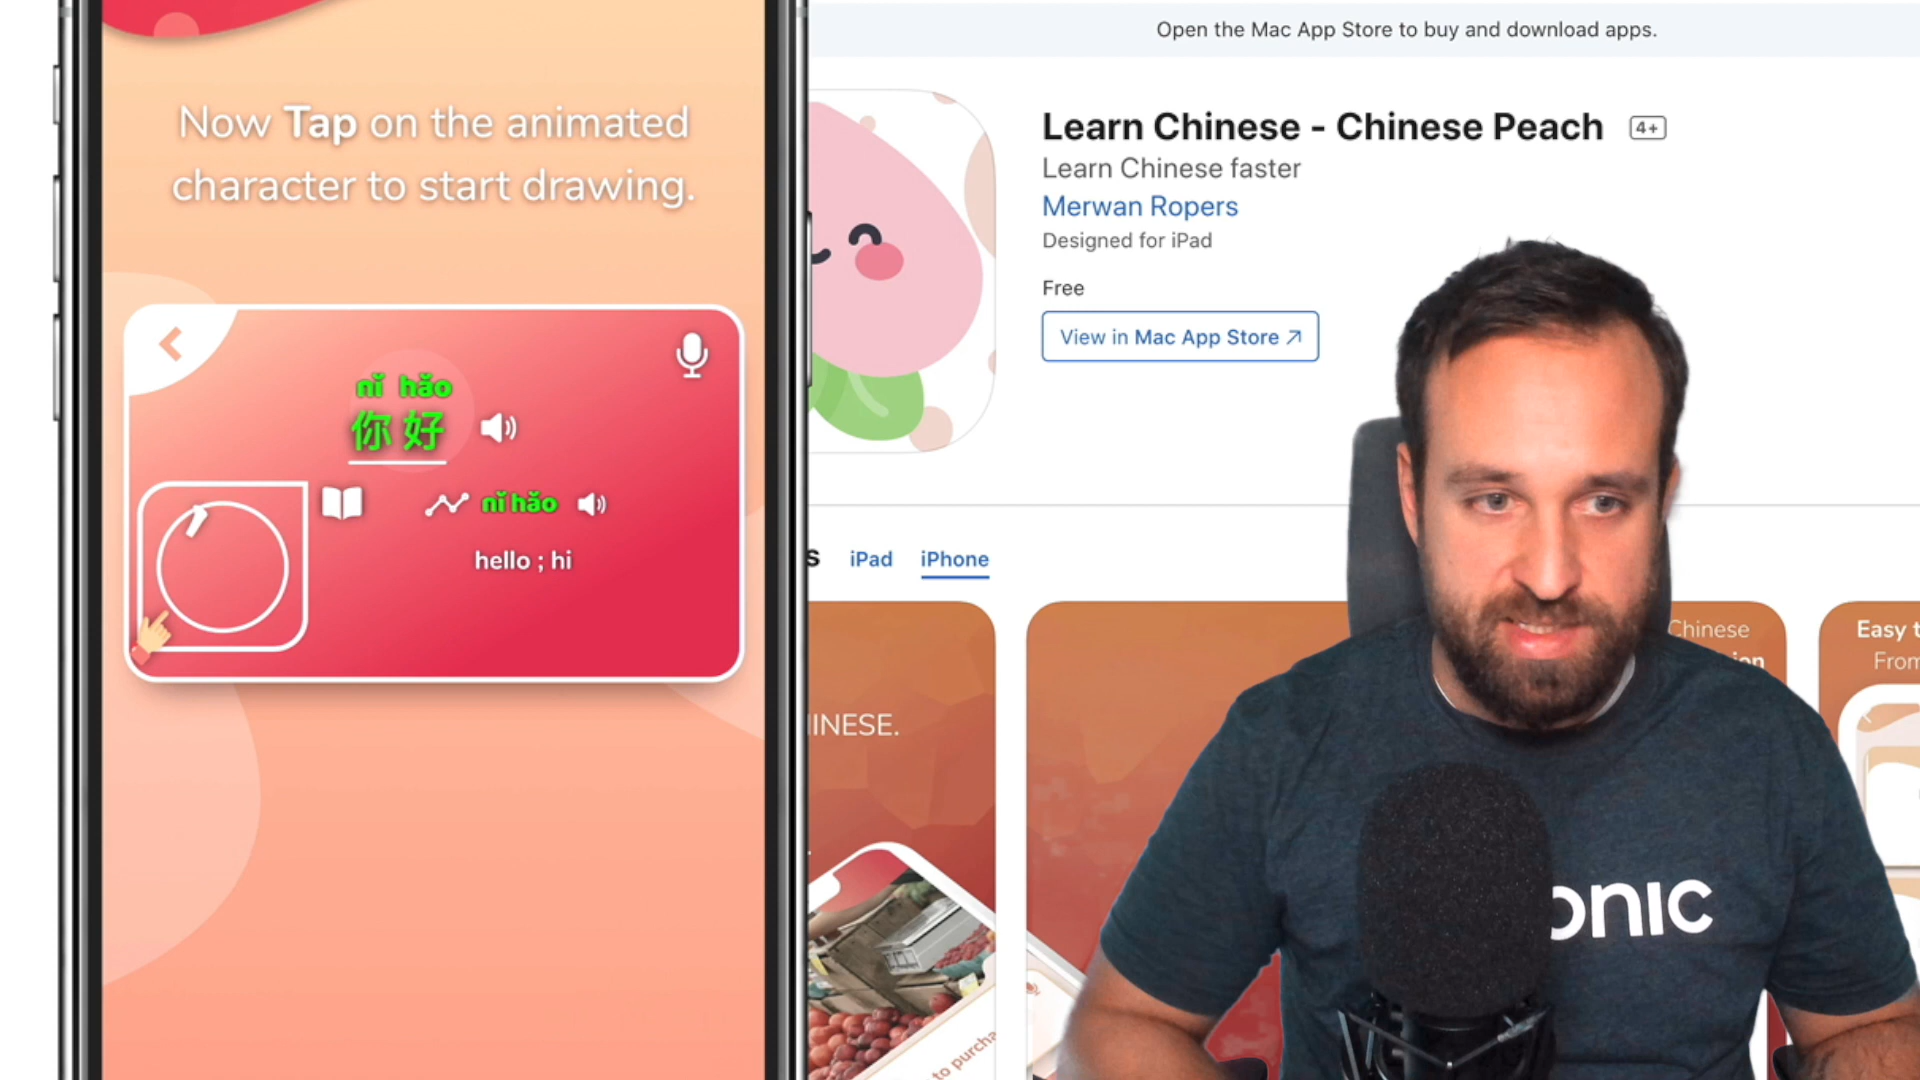 Now Tap on the animated
character to start drawing.
nǐ hǎo
你 好
nǐ hǎo
hello ; hi
Open the Mac App Store to buy and download apps.
Learn Chinese - Chinese Peach 4+
Learn Chinese faster
Merwan Ropers
Designed for iPad
Free
View in Mac App Store ↗
iPad iPhone
INESE.
to purcha
Chinese
Easy t
From
onic